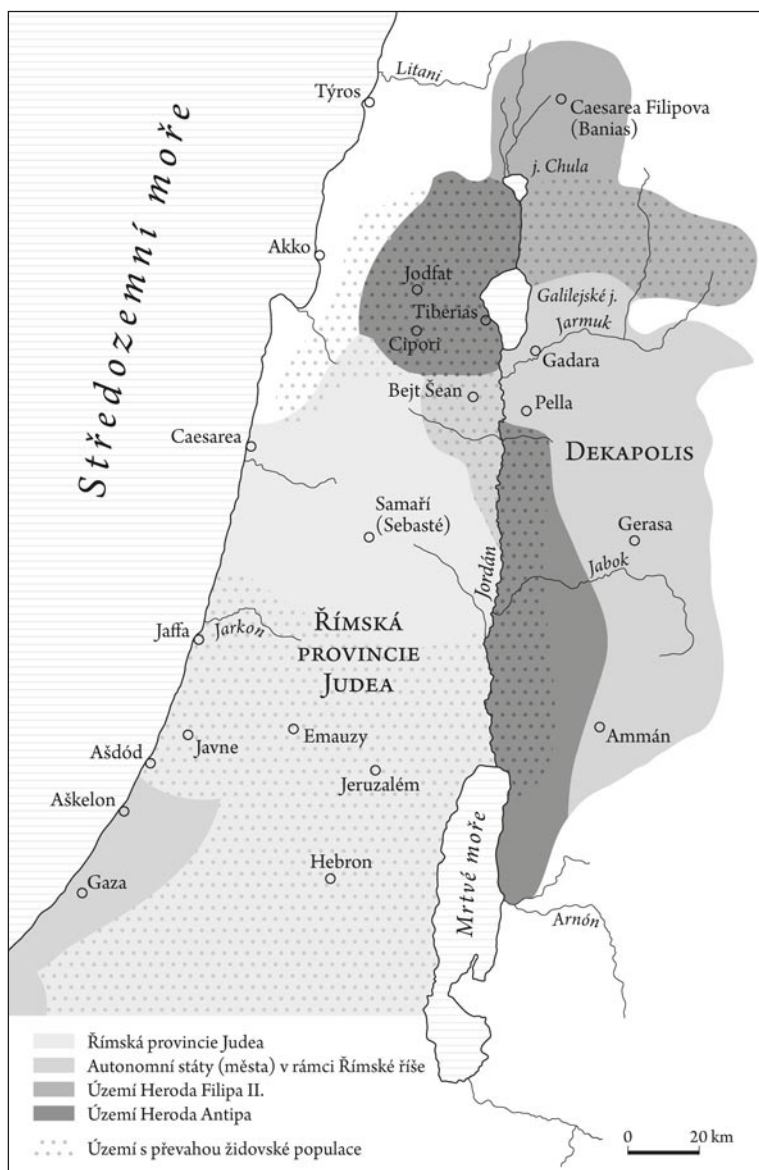 Litani
Týros
Caesarea Filipova
(Banias)
j. Chula
Středozemní moře
Akko
Jodfat
Tiberias
Galilejské j.
Jarmuk
Cipori
Gadara
Bejt Šean
Pella
Caesarea
DEKAPOLIS
Samaří
(Sebasté)
Gerasa
Jordán
Jabok
Jaffa
Jarkon
ŘÍMSKÁ
PROVINCIE
JUDEA
Javne
Emauzy
Ammán
Ašdód
Jeruzalém
Aškelon
Hebron
Gaza
Mrtvé moře
Arnón
Římská provincie Judea
Autonomní státy (města) v rámci Římské říše
Území Heroda Filipa II.
Území Heroda Antipa
Území s převahou židovské populace
0 20 km